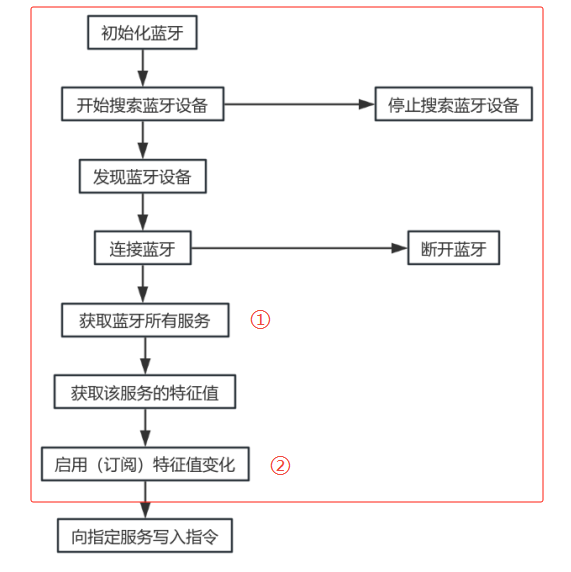 初始化蓝牙
开始搜索蓝牙设备
停止搜索蓝牙设备
发现蓝牙设备
连接蓝牙
断开蓝牙
获取蓝牙所有服务
①
获取该服务的特征值
启用（订阅）特征值变化
②
向指定服务写入指令